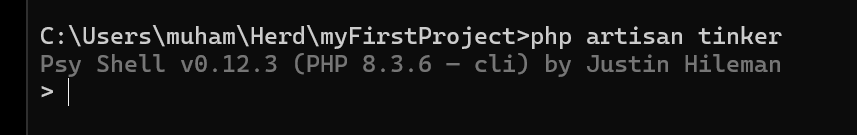 C:\Users\muham\Herd\myFirstProject>php artisan tinker
Psy Shell v0.12.3 (PHP 8.3.6 — cli) by Justin Hileman
>